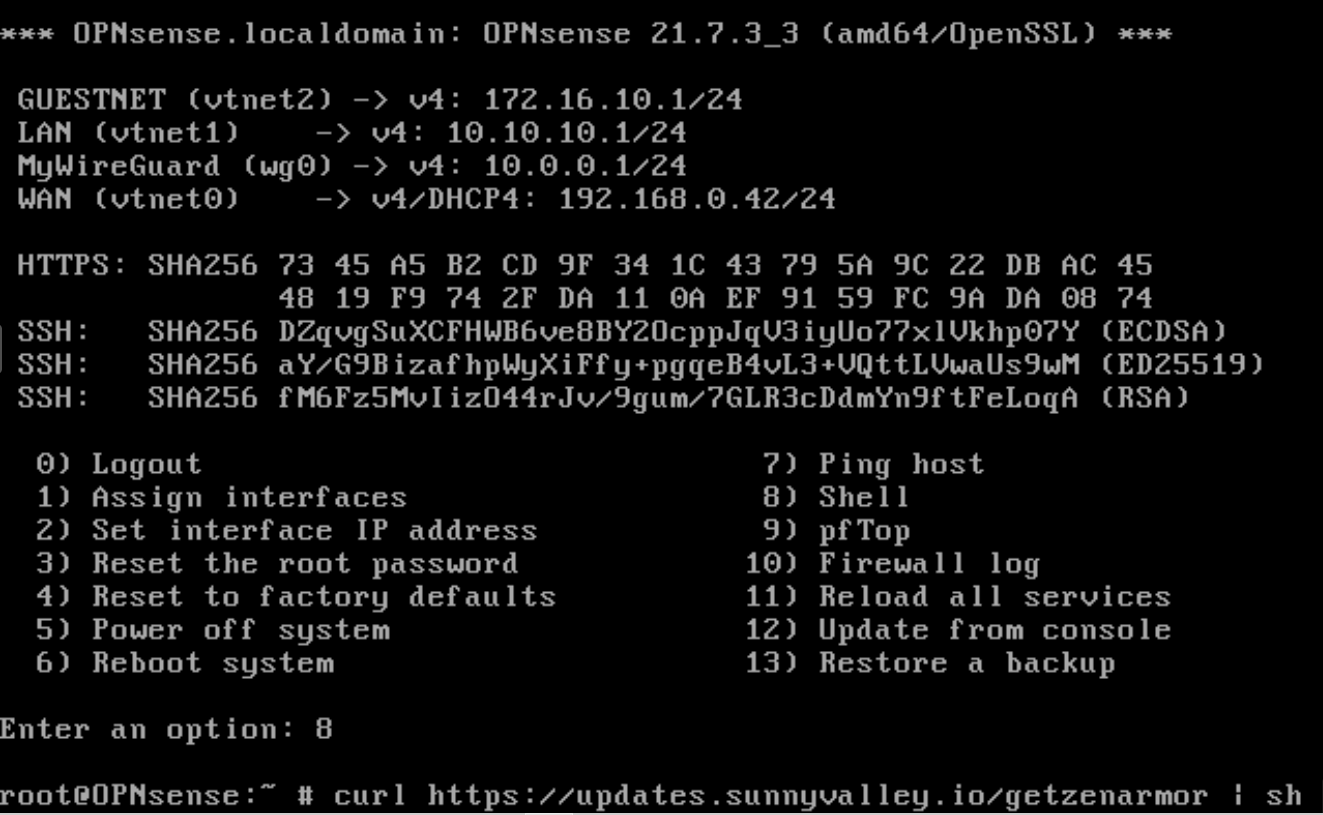 *** OPNsense.localdomain: OPNsense 21.7.3_3 (amd64/OpenSSL) ***
GUESTNET (vtnet2) -> v4: 172.16.10.1/24
LAN (vtnet1)    -> v4: 10.10.10.1/24
MyWireGuard (wg0) -> v4: 10.0.0.1/24
WAN (vtnet0)    -> v4/DHCP4: 192.168.0.42/24
HTTPS: SHA256 73 45 A5 B2 CD 9F 34 1C 43 79 5A 9C 22 DB AC 45
48 19 F9 74 2F DA 11 0A EF 91 59 FC 9A DA 08 74
SSH:   SHA256 DZqvgSuXCFHWB6ve8BY2OcppJqV3iyUo77xlVkhp07Y (ECDSA)
SSH:   SHA256 aY/G9BizafhpWyXiFfy+pgqeB4vL3+VQttLVwaUs9wM (ED25519)
SSH:   SHA256 fM6Fz5MvIizO44rJv/9gum/7GLR3cDdmYn9ftFeLoqA (RSA)
0) Logout                              7) Ping host
1) Assign interfaces                   8) Shell
2) Set interface IP address            9) pfTop
3) Reset the root password            10) Firewall log
4) Reset to factory defaults          11) Reload all services
5) Power off system                   12) Update from console
6) Reboot system                      13) Restore a backup
Enter an option: 8
root@OPNsense:~ # curl https://updates.sunnyvalley.io/getzenarmor | sh